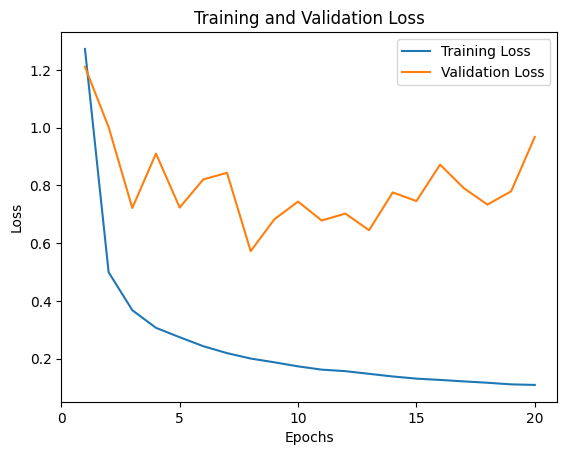 Training and Validation Loss
Training Loss
Validation Loss
Loss
1.2
1.0
0.8
0.6
0.4
0.2
0 5 10 15 20
Epochs